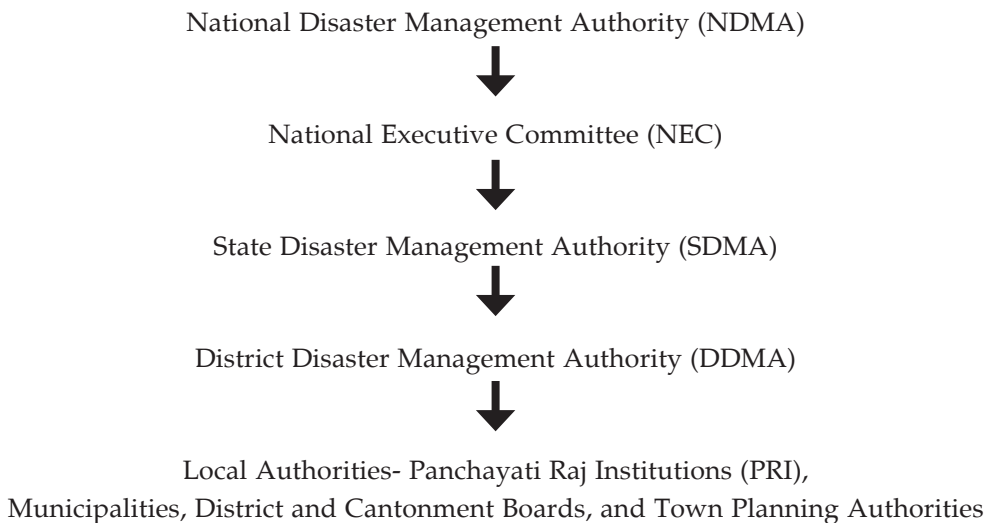 National Disaster Management Authority (NDMA)
National Executive Committee (NEC)
State Disaster Management Authority (SDMA)
District Disaster Management Authority (DDMA)
Local Authorities- Panchayati Raj Institutions (PRI),
Municipalities, District and Cantonment Boards, and Town Planning Authorities